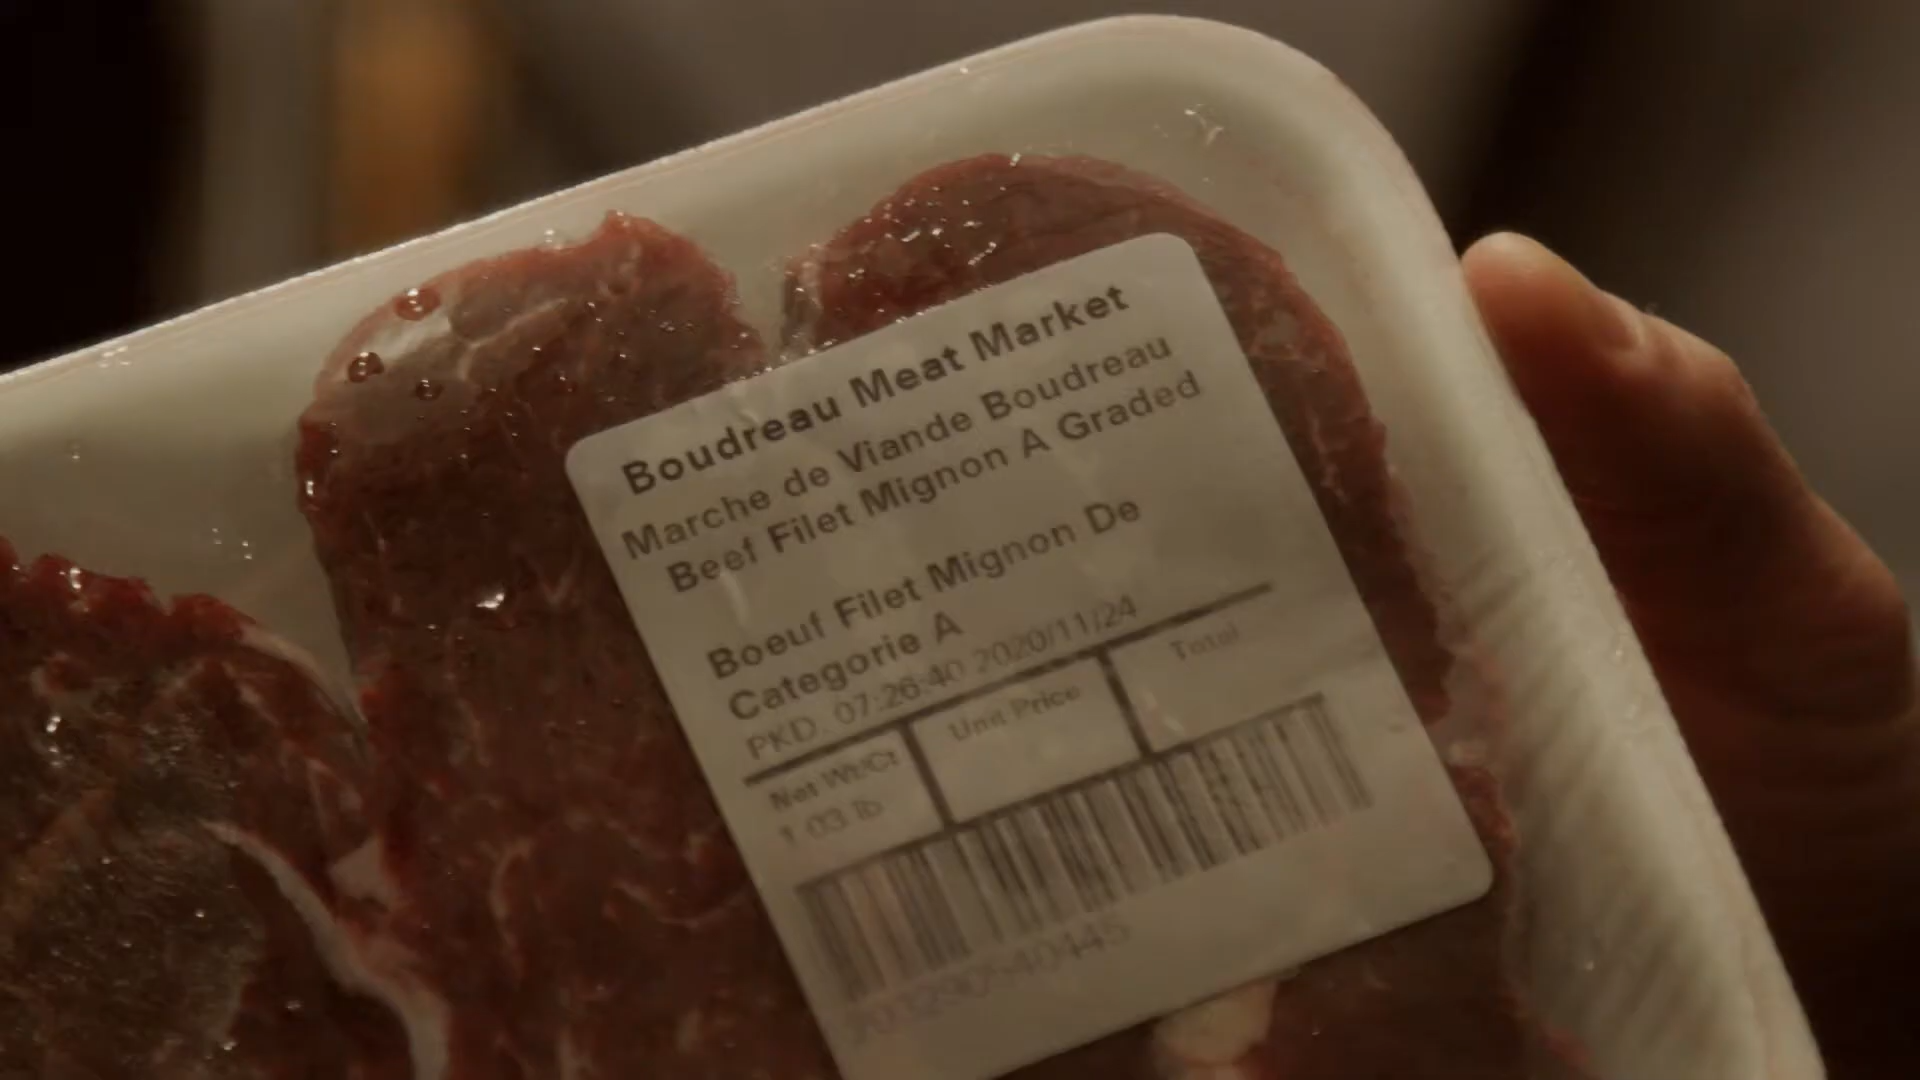 Boudreau Meat Market
Marche de Viande Boudreau
Beef Filet Mignon A Graded
Boeuf Filet Mignon De
Categorie A
PKD. 07:26:40 2020/11/24
Net Wt/Ct
Unit Price
Total
1.03 lb